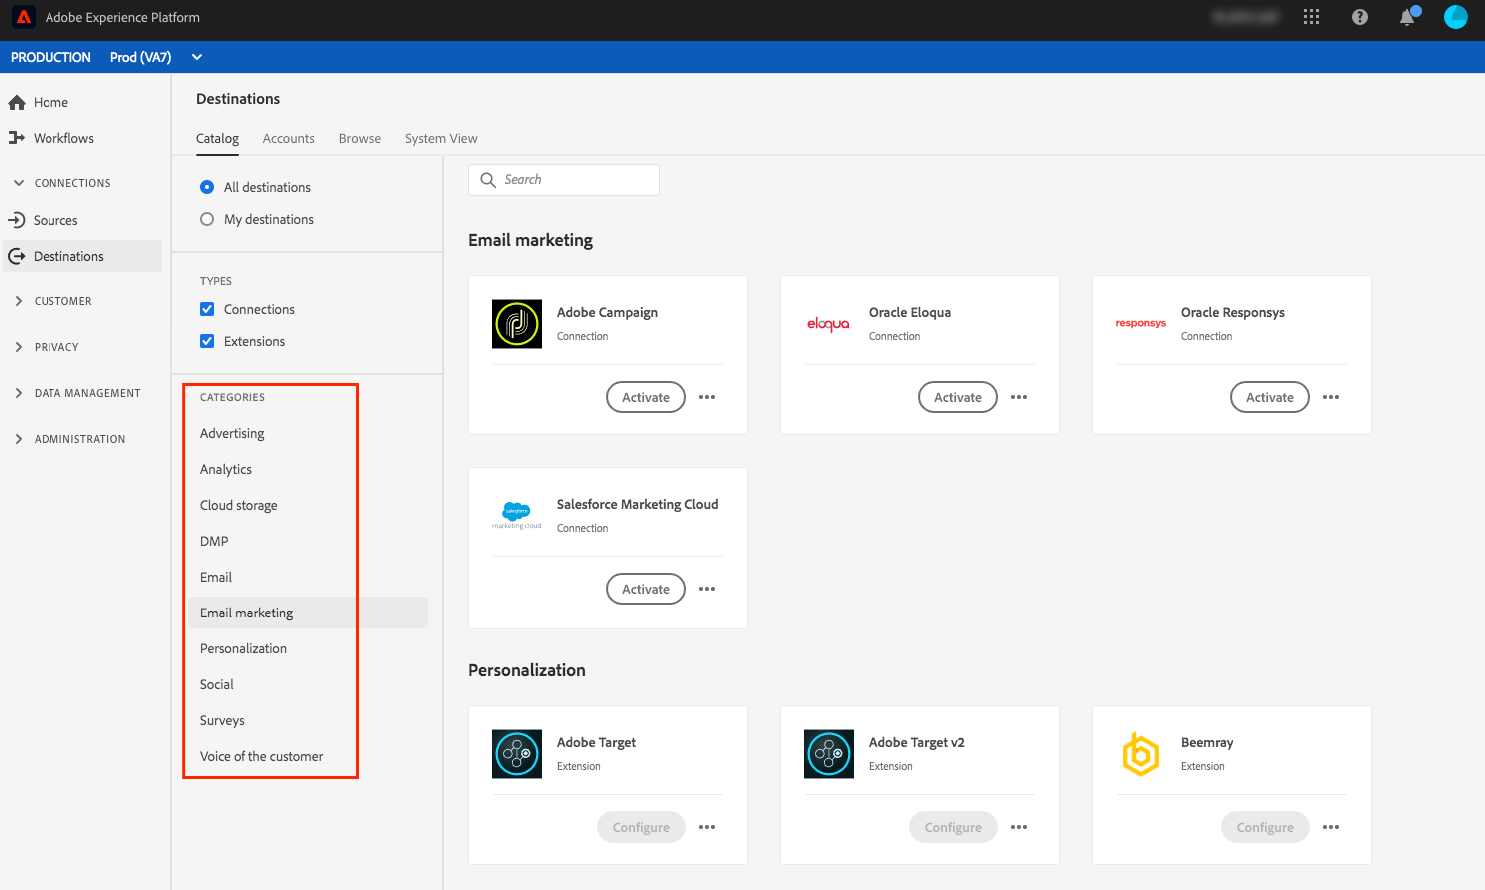 Adobe Experience Platform
PRODUCTION Prod (VA7)
Home
Workflows
CONNECTIONS
Sources
Destinations
CUSTOMER
PRIVACY
DATA MANAGEMENT
ADMINISTRATION
Destinations
Catalog Accounts Browse System View
All destinations
My destinations
TYPES
Connections
Extensions
CATEGORIES
Advertising
Analytics
Cloud storage
DMP
Email
Email marketing
Personalization
Social
Surveys
Voice of the customer
Search
Email marketing
Adobe Campaign
Connection
Activate
eloqua
Oracle Eloqua
Connection
Activate
responsys
Oracle Responsys
Connection
Activate
salesforce
marketing cloud
Salesforce Marketing Cloud
Connection
Activate
Personalization
Adobe Target
Extension
Configure
Adobe Target v2
Extension
Configure
Beemray
Extension
Configure